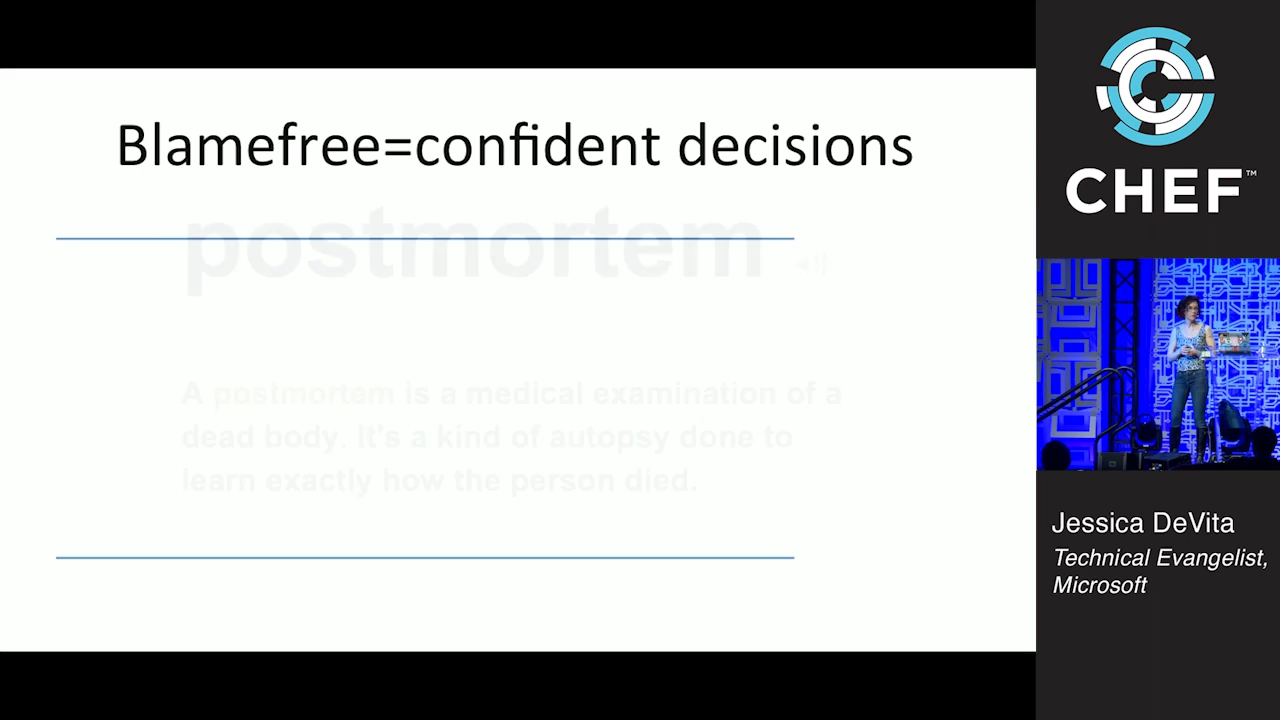 Blamefree=confident decisions
postmortem
A postmortem is a medical examination of a
dead body. It's a kind of autopsy done to
learn exactly how the person died.
CHEF™
Jessica DeVita
Technical Evangelist,
Microsoft